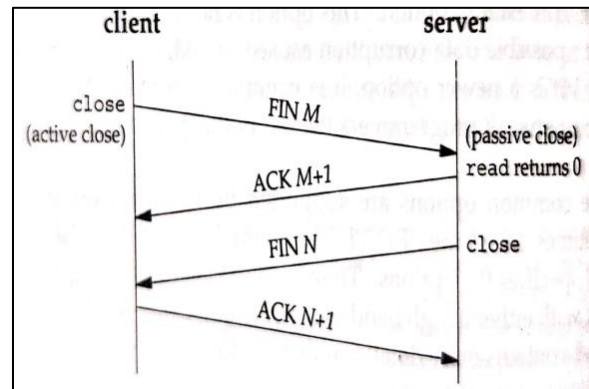 client server
close FIN M (passive close)
(active close) read returns 0
ACK M+1
FIN N close
ACK N+1